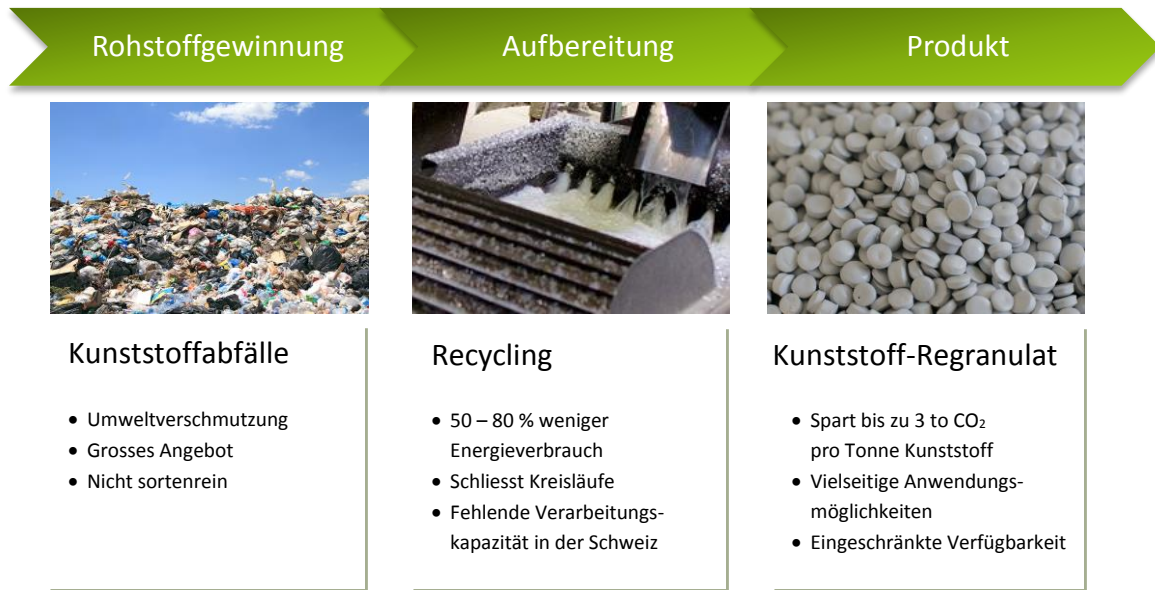 Rohstoffgewinnung
Aufbereitung
Produkt
Kunststoffabfälle
• Umweltverschmutzung
• Grosses Angebot
• Nicht sortenrein
Recycling
• 50 – 80 % weniger
Energieverbrauch
• Schliesst Kreisläufe
• Fehlende Verarbeitungs-
kapazität in der Schweiz
Kunststoff-Regranulat
• Spart bis zu 3 to CO₂
pro Tonne Kunststoff
• Vielseitige Anwendungs-
möglichkeiten
• Eingeschränkte Verfügbarkeit